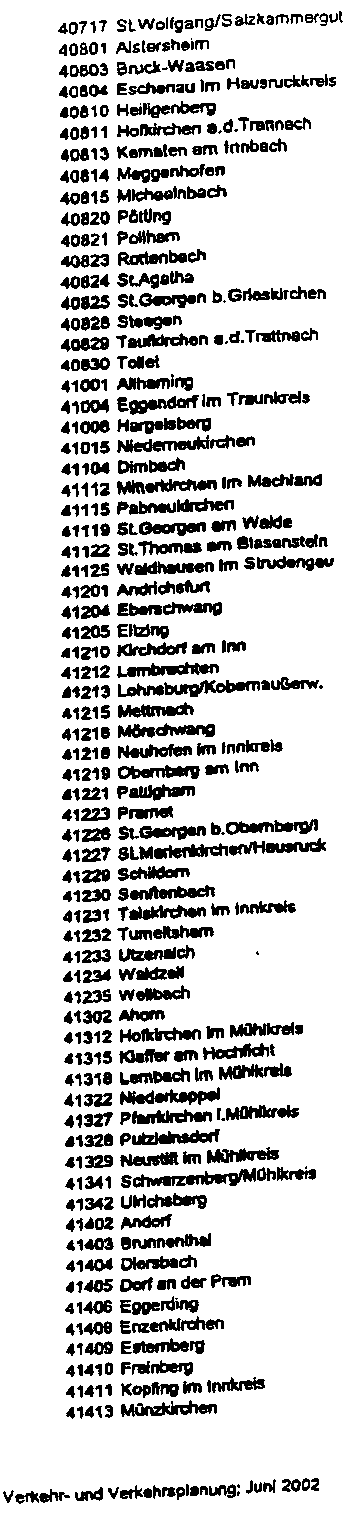 40717 St.Wolfgang/Salzkammergut
40801 Aistersheim
40803 Bruck-Waasen
40804 Eschenau im Hausruckkreis
40810 Heiligenberg
40811 Hofkirchen a.d.Trattnach
40813 Kematen am Innbach
40814 Meggenhofen
40815 Michaelnbach
40820 Pötting
40821 Pollham
40823 Rottenbach
40824 St.Agatha
40825 St.Georgen b.Grieskirchen
40828 Steegen
40829 Taufkirchen a.d.Trattnach
40830 Tollet
41001 Allhaming
41004 Eggendorf im Traunkreis
41006 Hargelsberg
41015 Niederneukirchen
41104 Dimbach
41112 Mitterkirchen im Machland
41115 Pabneukirchen
41119 St.Georgen am Walde
41122 St.Thomas am Blasenstein
41125 Waldhausen im Strudengau
41201 Andrichsfurt
41204 Eberschwang
41205 Eitzing
41210 Kirchdorf am Inn
41212 Lambrechten
41213 Lohnsburg/Kobernaußerw.
41215 Mettmach
41216 Mörschwang
41218 Neuhofen im Innkreis
41219 Obernberg am Inn
41221 Pattigham
41223 Pramet
41226 St.Georgen b.Obernberg/I
41227 St.Marienkirchen/Hausruck
41229 Schildorn
41230 Senftenbach
41231 Taiskirchen im Innkreis
41232 Tumeltsham
41233 Utzenaich
41234 Waldzell
41235 Weilbach
41302 Ahorn
41312 Hofkirchen im Mühlkreis
41315 Klaffer am Hochficht
41318 Lembach im Mühlkreis
41322 Niederkappel
41327 Pfarrkirchen i.Mühlkreis
41328 Putzleinsdorf
41329 Neustift im Mühlkreis
41341 Schwarzenberg/Mühlkreis
41342 Ulrichsberg
41402 Andorf
41403 Brunnenthal
41404 Diersbach
41405 Dorf an der Pram
41406 Eggerding
41408 Enzenkirchen
41409 Esternberg
41410 Freinberg
41411 Kopfing im Innkreis
41413 Münzkirchen
Verkehr- und Verkehrsplanung; Juni 2002